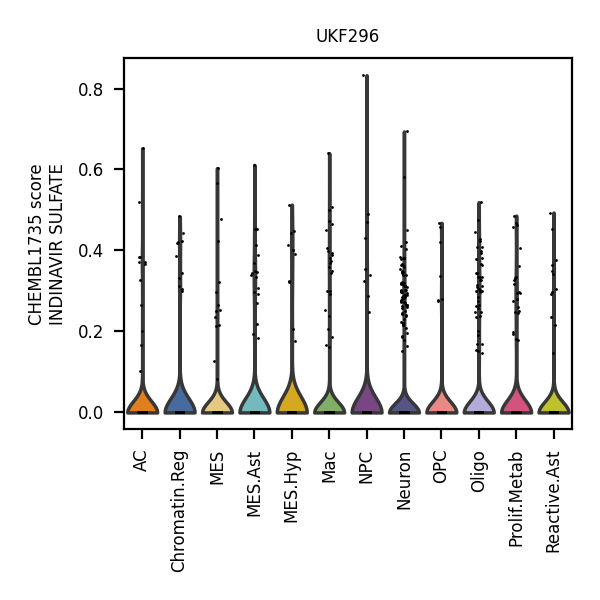 UKF296
CHEMBL1735 score
INDINAVIR SULFATE
0.8
0.6
0.4
0.2
0.0
AC
Chromatin.Reg
MES
MES.Ast
MES.Hyp
Mac
NPC
Neuron
OPC
Oligo
Prolif.Metab
Reactive.Ast